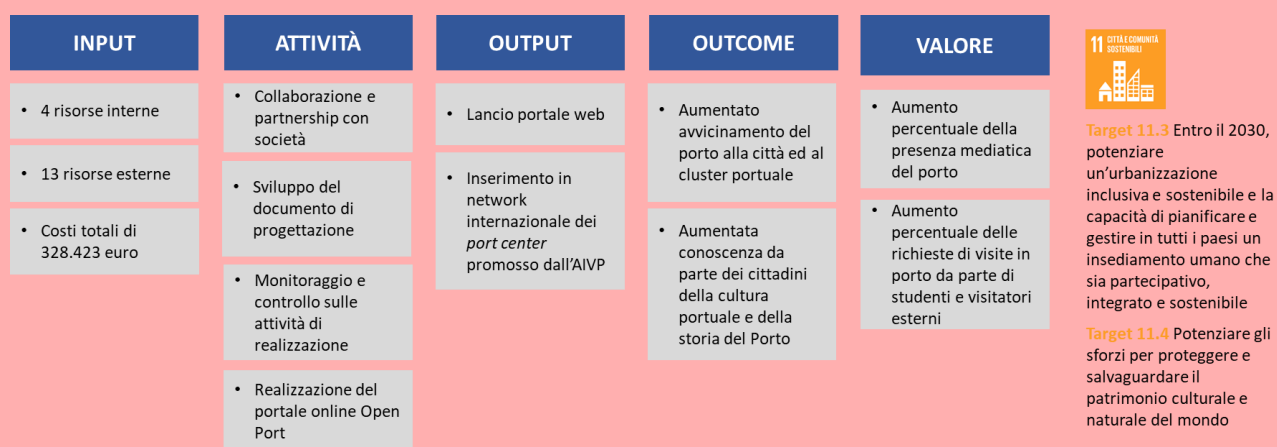 INPUT
• 4 risorse interne
• 13 risorse esterne
• Costi totali di
328.423 euro
ATTIVITÀ
• Collaborazione e
partnership con
società
• Sviluppo del
documento di
progettazione
• Monitoraggio e
controllo sulle
attività di
realizzazione
• Realizzazione del
portale online Open
Port
OUTPUT
• Lancio portale web
• Inserimento in
network
internazionale dei
port center
promosso dall'AIVP
OUTCOME
• Aumentato
avvicinamento del
porto alla città ed al
cluster portuale
• Aumentata
conoscenza da
parte dei cittadini
della cultura
portuale e della
storia del Porto
VALORE
• Aumento
percentuale della
presenza mediatica
del porto
• Aumento
percentuale delle
richieste di visite in
porto da parte di
studenti e visitatori
esterni
11 CITTÀ E COMUNITÀ
SOSTENIBILI
Target 11.3 Entro il 2030,
potenziare
un'urbanizzazione
inclusiva e sostenibile e la
capacità di pianificare e
gestire in tutti i paesi un
insediamento umano che
sia partecipativo,
integrato e sostenibile
Target 11.4 Potenziare gli
sforzi per proteggere e
salvaguardare il
patrimonio culturale e
naturale del mondo